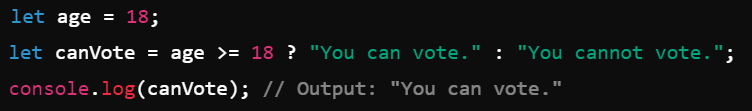 let age = 18;
let canVote = age >= 18 ? "You can vote." : "You cannot vote.";
console.log(canVote); // Output: "You can vote."